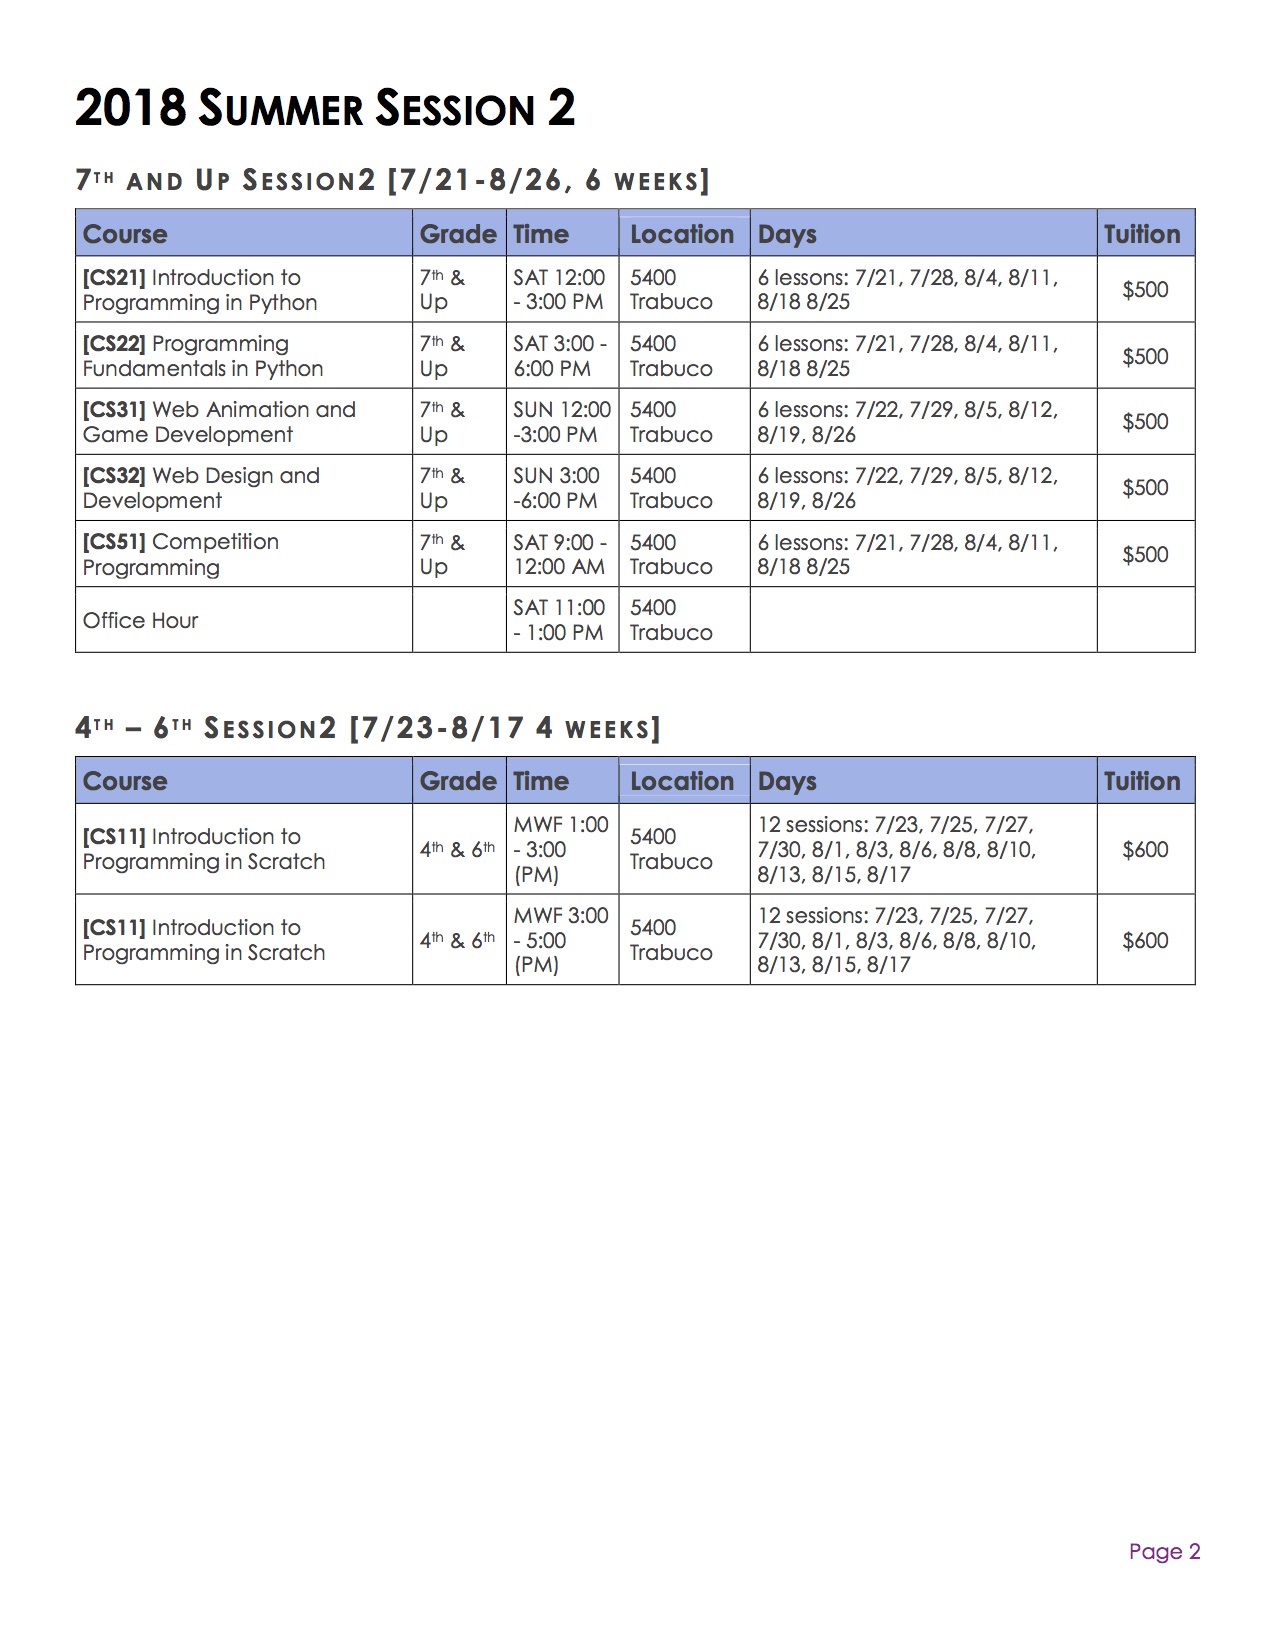 2018 SUMMER SESSION 2
7TH AND UP SESSION2 [7/21-8/26, 6 WEEKS]
Course Grade Time Location Days Tuition
[CS21] Introduction to Programming in Python 7th & Up SAT 12:00 - 3:00 PM 5400 Trabuco 6 lessons: 7/21, 7/28, 8/4, 8/11, 8/18 8/25 $500
[CS22] Programming Fundamentals in Python 7th & Up SAT 3:00 - 6:00 PM 5400 Trabuco 6 lessons: 7/21, 7/28, 8/4, 8/11, 8/18 8/25 $500
[CS31] Web Animation and Game Development 7th & Up SUN 12:00 -3:00 PM 5400 Trabuco 6 lessons: 7/22, 7/29, 8/5, 8/12, 8/19, 8/26 $500
[CS32] Web Design and Development 7th & Up SUN 3:00 -6:00 PM 5400 Trabuco 6 lessons: 7/22, 7/29, 8/5, 8/12, 8/19, 8/26 $500
[CS51] Competition Programming 7th & Up SAT 9:00 - 12:00 AM 5400 Trabuco 6 lessons: 7/21, 7/28, 8/4, 8/11, 8/18 8/25 $500
Office Hour SAT 11:00 - 1:00 PM 5400 Trabuco
4TH – 6TH SESSION2 [7/23-8/17 4 WEEKS]
Course Grade Time Location Days Tuition
[CS11] Introduction to Programming in Scratch 4th & 6th MWF 1:00 - 3:00 (PM) 5400 Trabuco 12 sessions: 7/23, 7/25, 7/27, 7/30, 8/1, 8/3, 8/6, 8/8, 8/10, 8/13, 8/15, 8/17 $600
[CS11] Introduction to Programming in Scratch 4th & 6th MWF 3:00 - 5:00 (PM) 5400 Trabuco 12 sessions: 7/23, 7/25, 7/27, 7/30, 8/1, 8/3, 8/6, 8/8, 8/10, 8/13, 8/15, 8/17 $600
Page 2